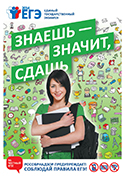 ЕГЭ
ЕДИНЫЙ
ГОСУДАРСТВЕННЫЙ
ЭКЗАМЕН
ЗНАЕШЬ —
ЗНАЧИТ,
СДАШЬ
РОСОБРНАДЗОР ПРЕДУПРЕЖДАЕТ:
СОБЛЮДАЙ ПРАВИЛА ЕГЭ!